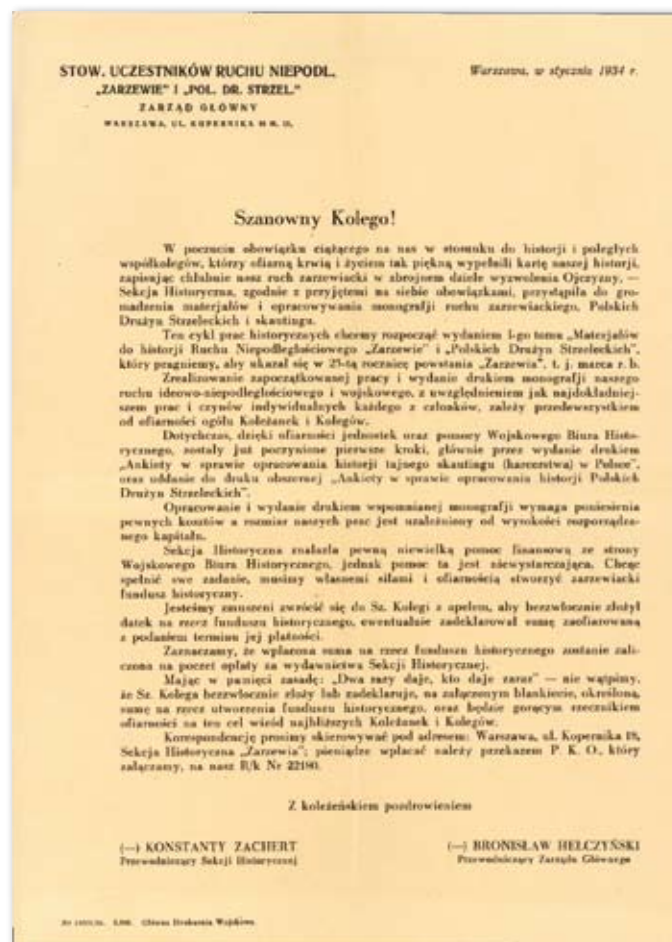 STOW. UCZESTNIKÓW RUCHU NIEPODL.
„ZARZEWIE" I „POL. DR. STRZEL."
ZARZĄD GŁÓWNY
WARSZAWA, UL. KOPERNIKA
Warszawa, w styczniu 1934 r.
Szanowny Kolego!
W poczuciu obowiązku ciążącego na nas w stosunku do historji i poległych
współkolegów, którzy ofiarną krwią i życiem tak piękną wypełnili kartę naszej historji,
zapisując chlubnie nasz ruch zarzewiacki w zbrojnem dziele wyzwolenia Ojczyzny, —
Sekcja Historyczna, zgodnie z przyjętemi na siebie obowiązkami, przystąpiła do gro-
madzenia materjałów i opracowywania monografji ruchu zarzewiackiego, Polskich
Drużyn Strzeleckich i skautingu.
Ten cykl prac historycznych chcemy rozpocząć wydaniem I-go tomu „Materjałów
do historji Ruchu Niepodległościowego „Zarzewie" i „Polskich Drużyn Strzeleckich",
który pragniemy, aby ukazał się w 25-tą rocznicę powstania „Zarzewia", t. j. marca r. b.
Zrealizowanie zapoczątkowanej pracy i wydanie drukiem monografji naszego
ruchu ideowo-niepodległościowego i wojskowego, z uwzględnieniem jak najdokładniej-
szem prac i czynów indywidualnych każdego z członków, zależy przedewszystkiem
od ofiarności ogółu Koleżanek i Kolegów.
Dotychczas, dzięki ofiarności jednostek oraz pomocy Wojskowego Biura Histo-
rycznego, zostały już poczynione pierwsze kroki, głównie przez wydanie drukiem
„Ankiety w sprawie opracowania historji tajnego skautingu (harcerstwa) w Polsce",
oraz oddanie do druku obszernej „Ankiety w sprawie opracowania historji Polskich
Drużyn Strzeleckich".
Opracowanie i wydanie drukiem wspomnianej monografji wymaga poniesienia
pewnych kosztów a rozmiar naszych prac jest uzależniony od wysokości rozporządza-
nego kapitału.
Sekcja Historyczna znalazła pewną niewielką pomoc finansową ze strony
Wojskowego Biura Historycznego, jednak pomoc ta jest niewystarczająca. Chcąc
spełnić swe zadanie, musimy własnemi siłami i ofiarnością stworzyć zarzewiacki
fundusz historyczny.
Jesteśmy zmuszeni zwrócić się do Sz. Kolegi z apelem, aby bezzwłocznie złożył
datek na rzecz funduszu historycznego, ewentualnie zadeklarował sumę zaofiarowaną
z podaniem terminu jej płatności.
Zaznaczamy, że wpłacona suma na rzecz funduszu historycznego zostanie zali-
czona na poczet opłaty za wydawnictwa Sekcji Historycznej.
Mając w pamięci zasadę: „Dwa razy daje, kto daje zaraz" — nie wątpimy,
że Sz. Kolega bezzwłocznie złoży lub zadeklaruje, na załączonym blankiecie, określoną
sumę na rzecz utworzenia funduszu historycznego, oraz będzie gorącym rzecznikiem
ofiarności na ten cel wśród najbliższych Koleżanek i Kolegów.
Korespondencję prosimy skierowywać pod adresem: Warszawa, ul. Kopernika
Sekcja Historyczna „Zarzewia"; pieniądze wpłacać należy przekazem P. K. O., który
załączamy, na nasz R/k Nr 22180.
Z koleżeńskiem pozdrowieniem
(—) KONSTANTY ZACHERT
Przewodniczący Sekcji Historycznej
(—) BRONISŁAW HEŁCZYŃSKI
Przewodniczący Zarządu Głównego
Główna Drukarnia Wojskowa.